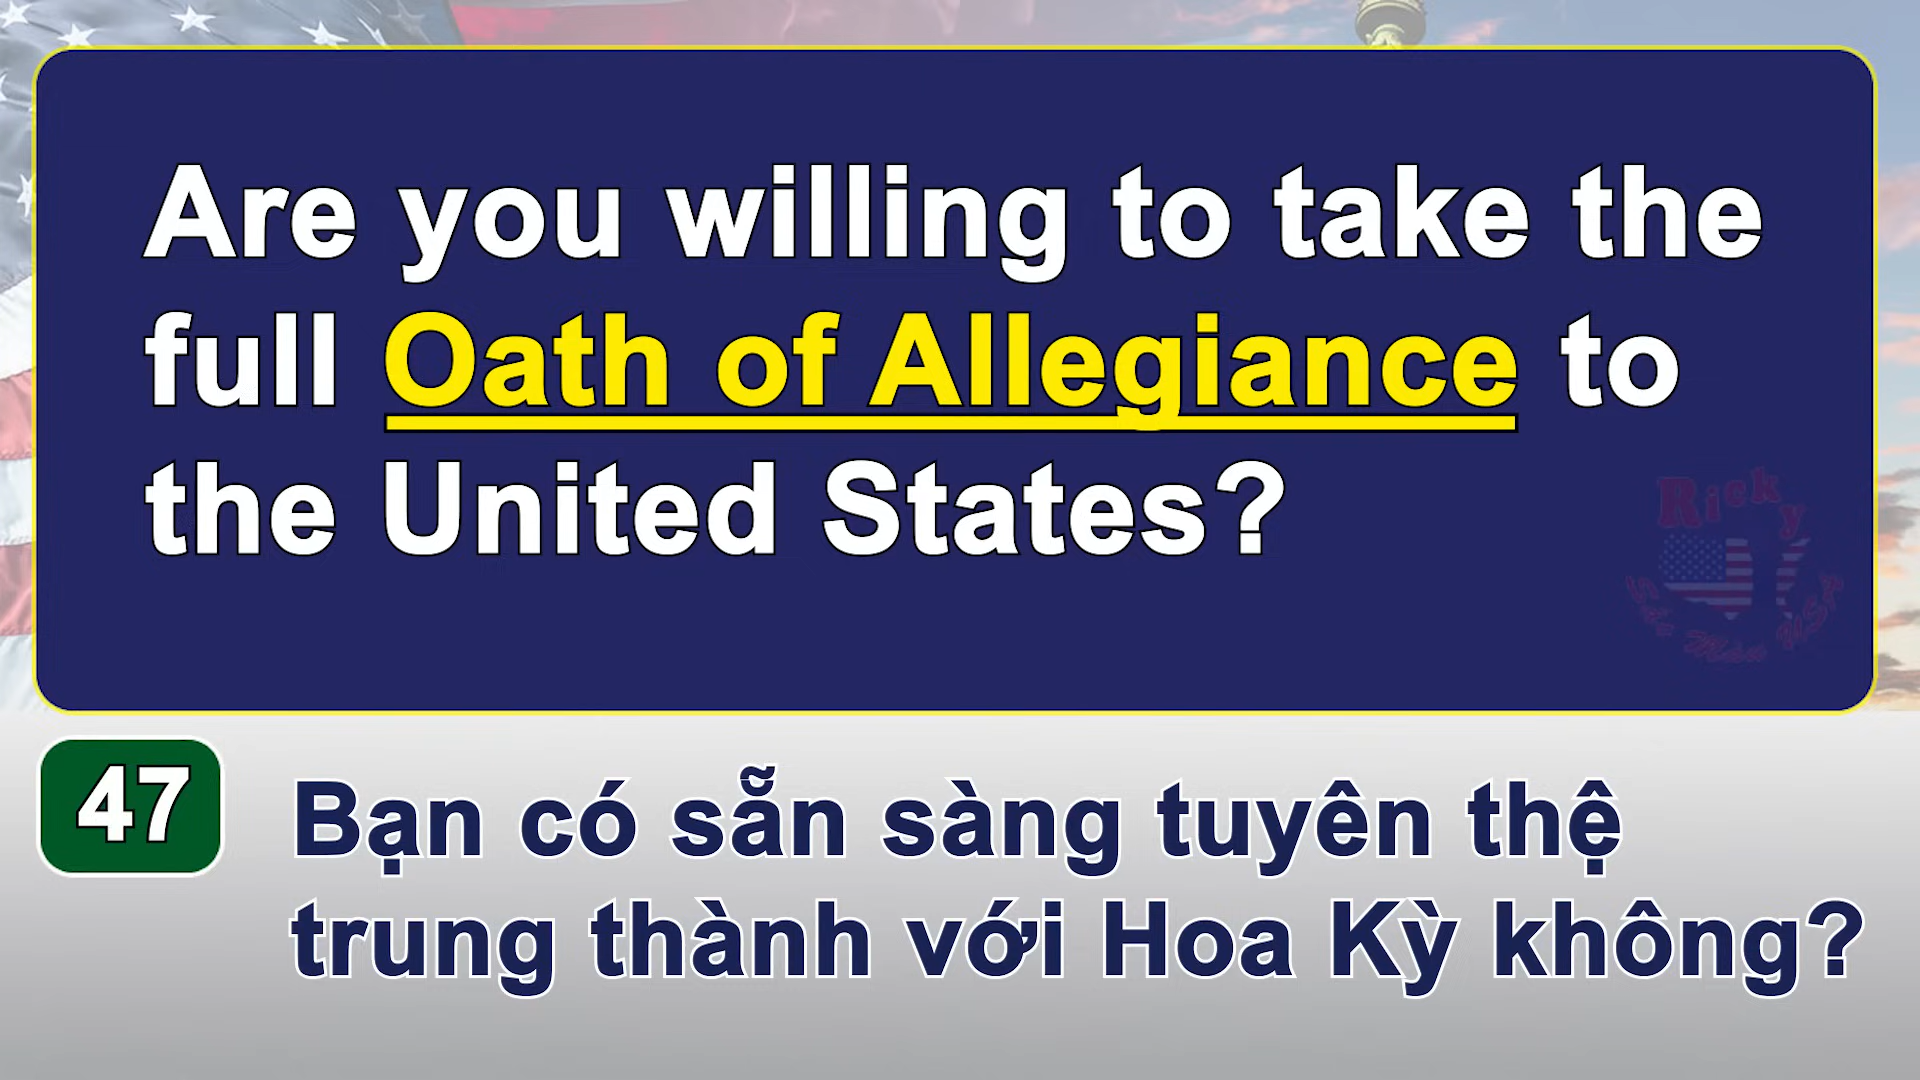 Are you willing to take the
full Oath of Allegiance to
the United States?
Ricky
47
Bạn có sẵn sàng tuyên thệ
trung thành với Hoa Kỳ không?